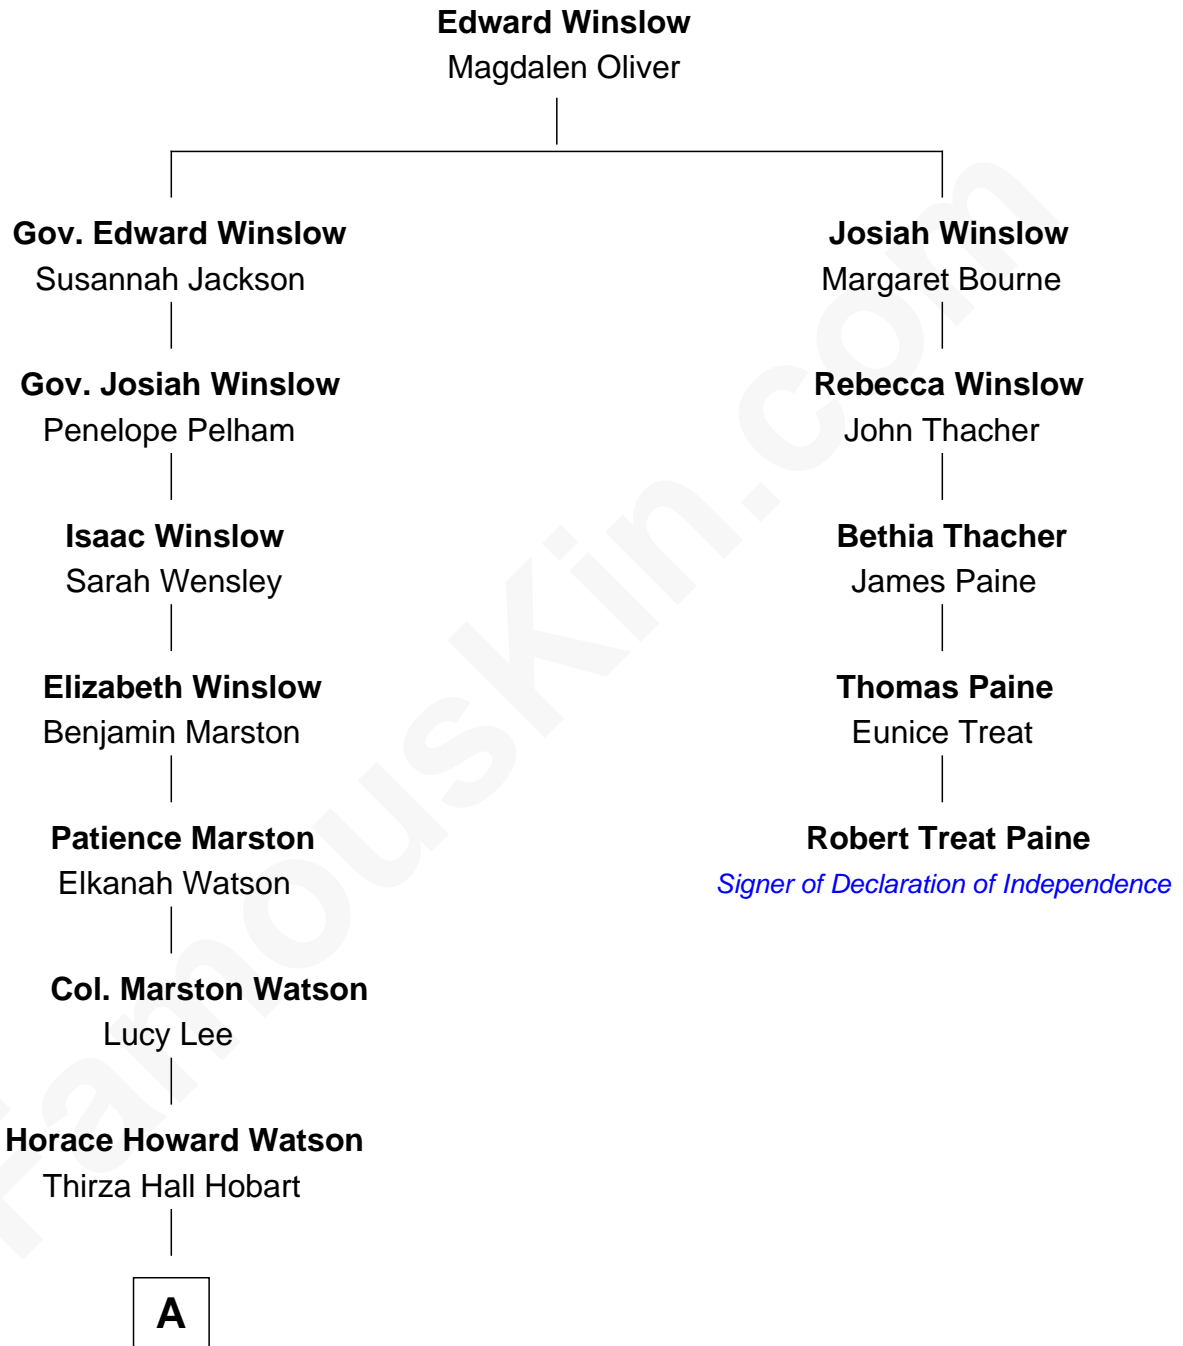 Edward Winslow
Magdalen Oliver
Gov. Edward Winslow
Susannah Jackson
Gov. Josiah Winslow
Penelope Pelham
Isaac Winslow
Sarah Wensley
Elizabeth Winslow
Benjamin Marston
Patience Marston
Elkanah Watson
Col. Marston Watson
Lucy Lee
Horace Howard Watson
Thirza Hall Hobart
A
Josiah Winslow
Margaret Bourne
Rebecca Winslow
John Thacher
Bethia Thacher
James Paine
Thomas Paine
Eunice Treat
Robert Treat Paine
Signer of Declaration of Independence
FamousKin.com